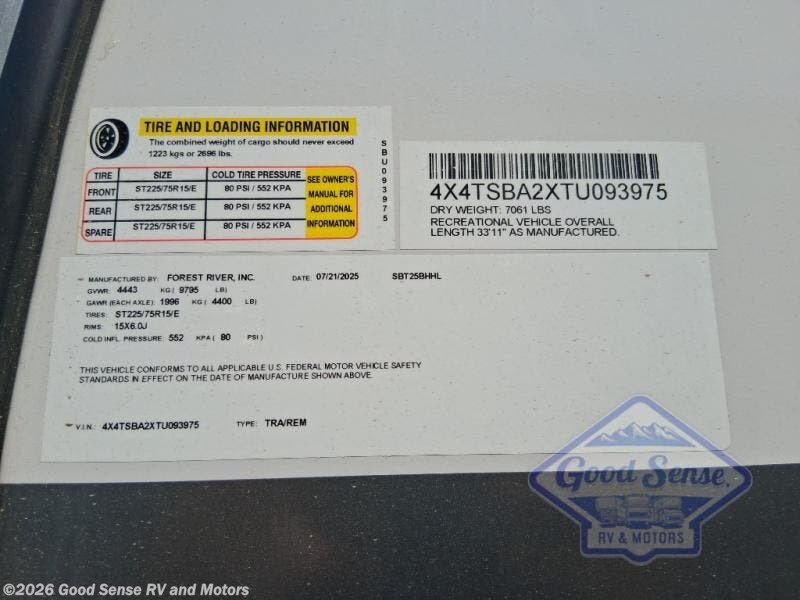 TIRE AND LOADING INFORMATION
The combined weight of cargo should never exceed
1223 kgs or 2696 lbs.
TIRE SIZE COLD TIRE PRESSURE SEE OWNER'S MANUAL FOR ADDITIONAL INFORMATION
FRONT ST225/75R15/E 80 PSI / 552 KPA
REAR ST225/75R15/E 80 PSI / 552 KPA
SPARE ST225/75R15/E 80 PSI / 552 KPA
SBU093975
4X4TSBA2XTU093975
DRY WEIGHT: 7061 LBS
RECREATIONAL VEHICLE OVERALL
LENGTH 33'11" AS MANUFACTURED.
MANUFACTURED BY: FOREST RIVER, INC. DATE: 07/21/2025 SBT25BHHL
GVWR: 4443 KG ( 9795 LB)
GAWR (EACH AXLE): 1996 KG ( 4400 LB)
TIRES: ST225/75R15/E
RIMS: 15X6.0J
COLD INFL. PRESSURE: 552 KPA ( 80 PSI )
THIS VEHICLE CONFORMS TO ALL APPLICABLE U.S. FEDERAL MOTOR VEHICLE SAFETY
STANDARDS IN EFFECT ON THE DATE OF MANUFACTURE SHOWN ABOVE.
V.I.N.: 4X4TSBA2XTU093975 TYPE: TRA/REM
Good Sense
RV & MOTORS
©2026 Good Sense RV and Motors